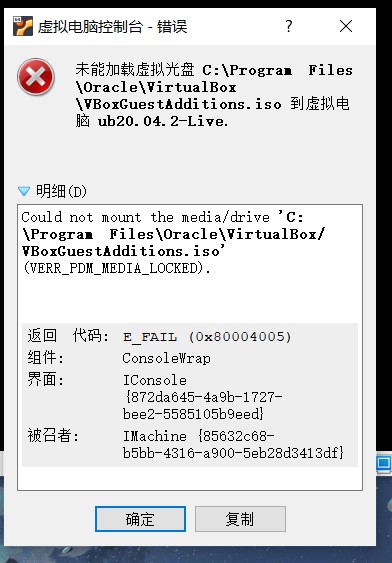 虚拟电脑控制台 - 错误
?
未能加载虚拟光盘 C:\Program Files
\Oracle\VirtualBox
\VBoxGuestAdditions.iso 到虚拟电
脑 ub20.04.2-Live.
明细(D)
Could not mount the media/drive 'C:
\Program Files\Oracle\VirtualBox/
VBoxGuestAdditions.iso'
(VERR_PDM_MEDIA_LOCKED).
返回 代码: E_FAIL (0x80004005)
组件: ConsoleWrap
界面: IConsole
{872da645-4a9b-1727-
bee2-5585105b9eed}
被召者: IMachine {85632c68-
b5bb-4316-a900-5eb28d3413df}
确定 复制